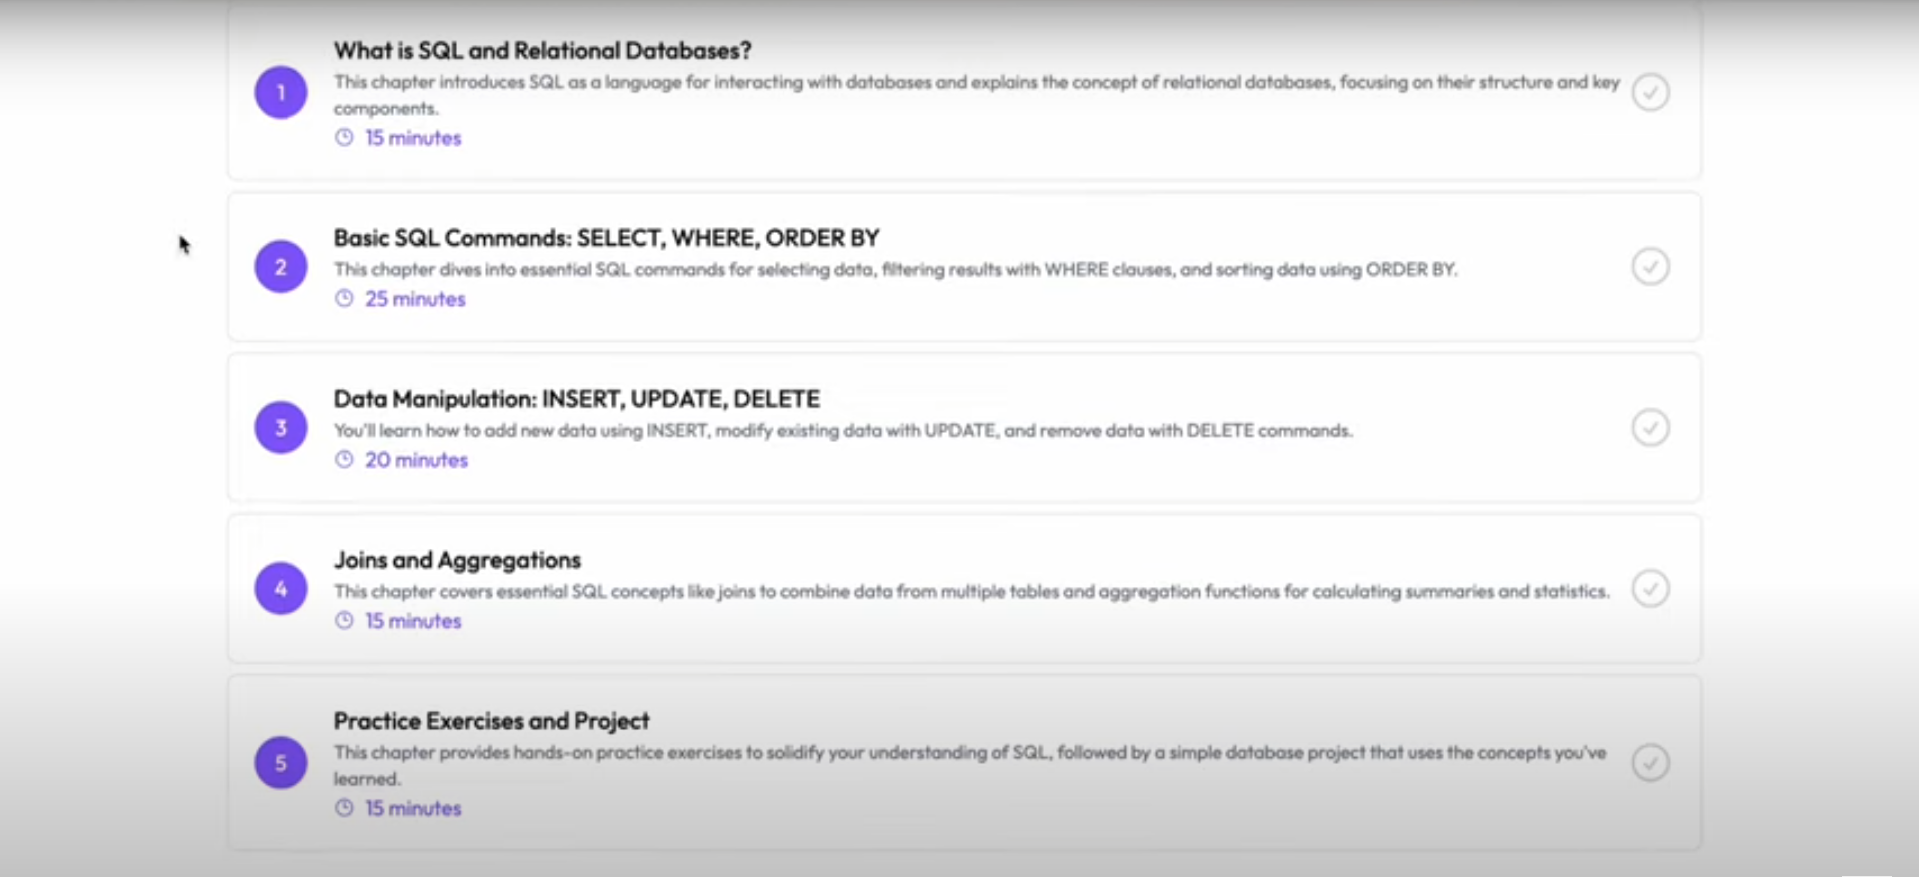 1
What is SQL and Relational Databases?
This chapter introduces SQL as a language for interacting with databases and explains the concept of relational databases, focusing on their structure and key
components.
15 minutes
2
Basic SQL Commands: SELECT, WHERE, ORDER BY
This chapter dives into essential SQL commands for selecting data, filtering results with WHERE clauses, and sorting data using ORDER BY.
25 minutes
3
Data Manipulation: INSERT, UPDATE, DELETE
You'll learn how to add new data using INSERT, modify existing data with UPDATE, and remove data with DELETE commands.
20 minutes
4
Joins and Aggregations
This chapter covers essential SQL concepts like joins to combine data from multiple tables and aggregation functions for calculating summaries and statistics.
15 minutes
5
Practice Exercises and Project
This chapter provides hands-on practice exercises to solidify your understanding of SQL, followed by a simple database project that uses the concepts you've
learned.
15 minutes